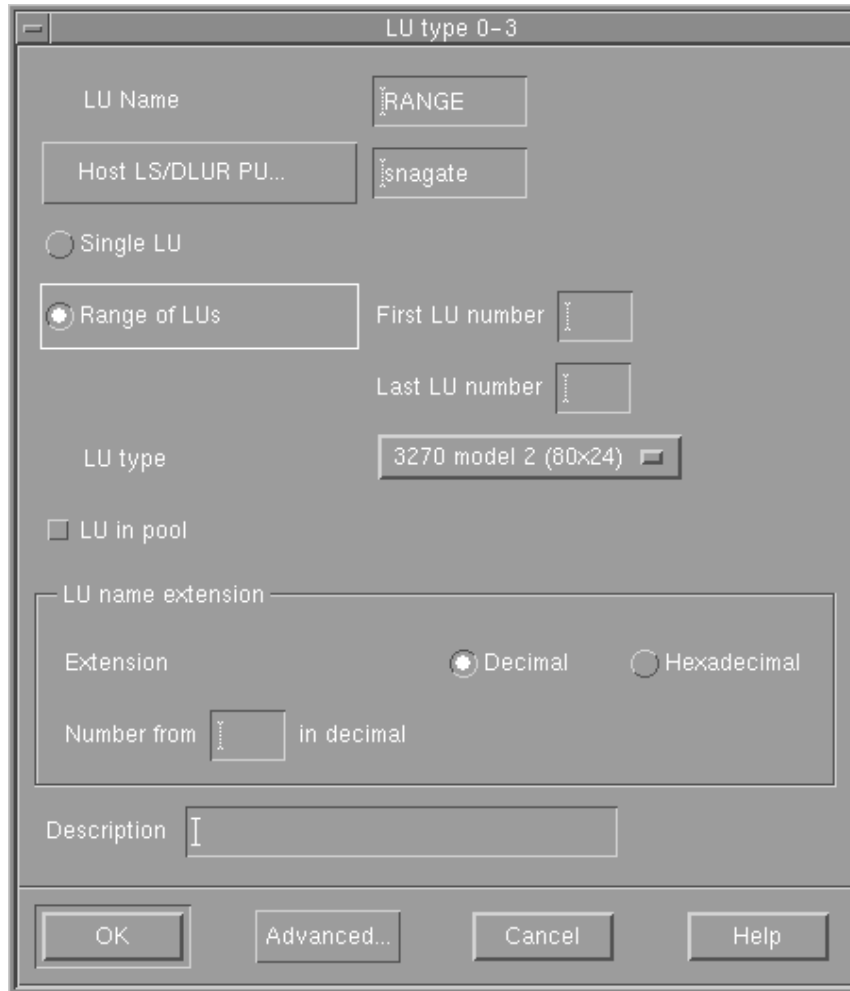 LU type 0-3
LU Name RANGE
Host LS/DLUR PU... snagate
Single LU
Range of LUs First LU number
Last LU number
LU type 3270 model 2 (80x24)
LU in pool
LU name extension
Extension Decimal Hexadecimal
Number from in decimal
Description
OK Advanced... Cancel Help